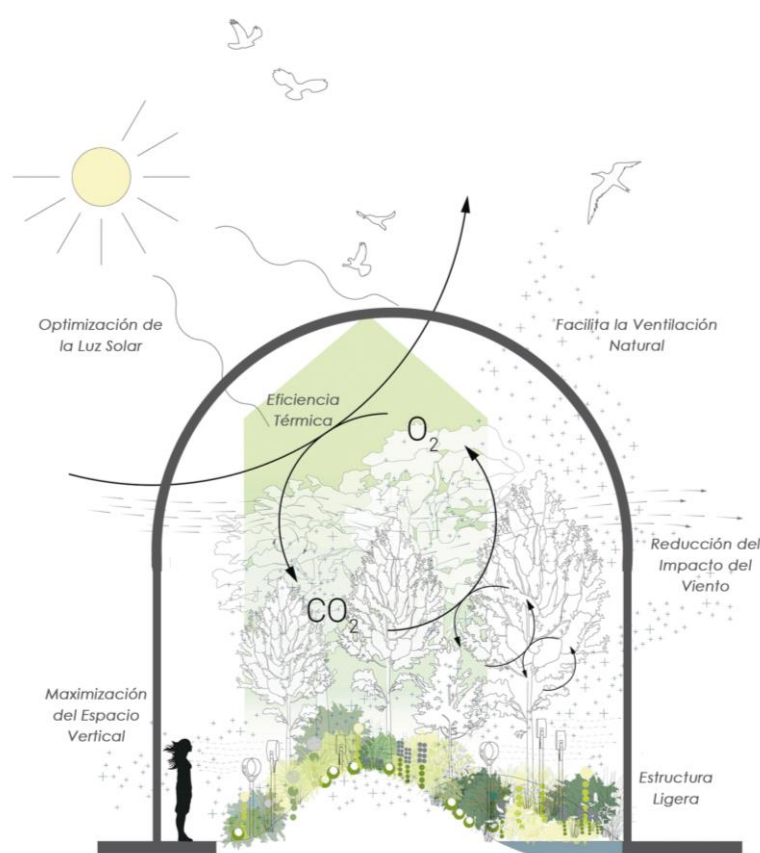 Optimización de
la Luz Solar
Facilita la Ventilación
Natural
Eficiencia
Térmica
O₂
CO₂
Reducción del
Impacto del
Viento
Maximización
del Espacio
Vertical
Estructura
Ligera